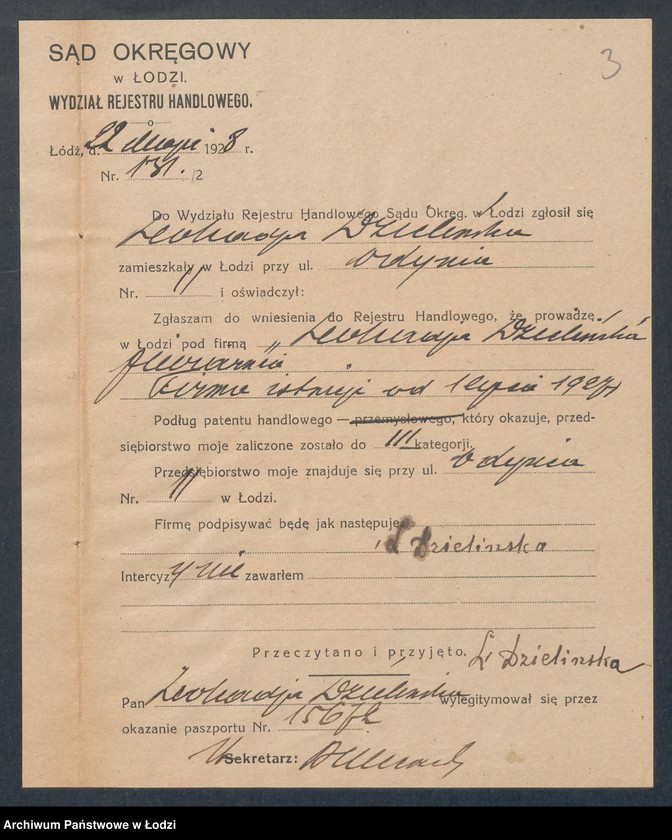 3
SĄD OKRĘGOWY
w ŁODZI.
WYDZIAŁ REJESTRU HANDLOWEGO.
o
Łódź, d. 22 1928 r.
Nr. 131. /2
Do Wydziału Rejestru Handlowego Sądu Okręg. w Łodzi zgłosił się
Leokadja Dzielińska
zamieszkały w Łodzi przy ul. Gdynia
Nr. 11 i oświadczył:
Zgłaszam do wniesienia do Rejestru Handlowego, że prowadzę
w Łodzi pod firmą „Leokadja Dzielińska
Piwiarnia
Firma istnieje od 1 lipca 1927 r
Podług patentu handlowego — przemysłowego, który okazuje, przed-
siębiorstwo moje zaliczone zostało do III kategorji.
Przedsiębiorstwo moje znajduje się przy ul. Gdynia
Nr. 11 w Łodzi.
Firmę podpisywać będę jak następuje:
L Dzielinska
Intercyzy nie zawarłem
Przeczytano i przyjęto. L Dzielinska
Pan Leokadja Dzielińska wylegitymował się przez
okazanie paszportu Nr.
Sekretarz:
Archiwum Państwowe w Łodzi